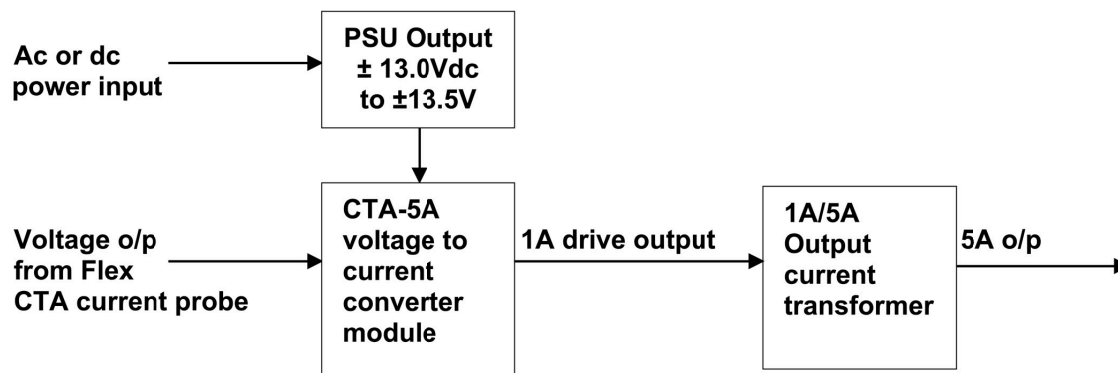 Ac or dc
power input
PSU Output
± 13.0Vdc
to ±13.5V
Voltage o/p
from Flex
CTA current probe
CTA-5A
voltage to
current
converter
module
1A drive output
1A/5A
Output
current
transformer
5A o/p